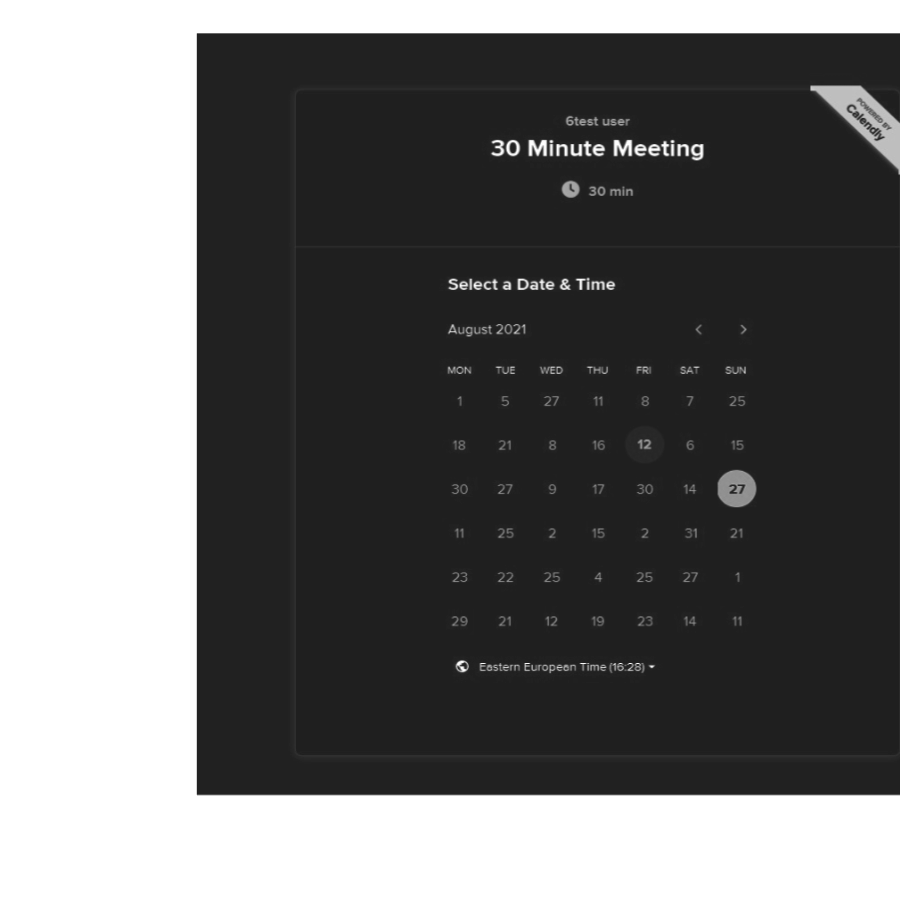 POWERED BY
Calendly
6test user
30 Minute Meeting
30 min
Select a Date & Time
August 2021
MON TUE WED THU FRI SAT SUN
1 5 27 11 8 7 25
18 21 8 16 12 6 15
30 27 9 17 30 14 27
11 25 2 15 2 31 21
23 22 25 4 25 27 1
29 21 12 19 23 14 11
Eastern European Time (16:28)